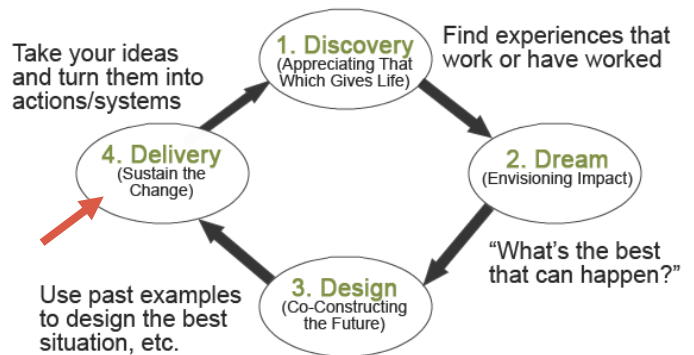 1. Discovery
(Appreciating That
Which Gives Life)
Find experiences that
work or have worked
2. Dream
(Envisioning Impact)
“What’s the best
that can happen?”
3. Design
(Co-Constructing
the Future)
Use past examples
to design the best
situation, etc.
4. Delivery
(Sustain the
Change)
Take your ideas
and turn them into
actions/systems